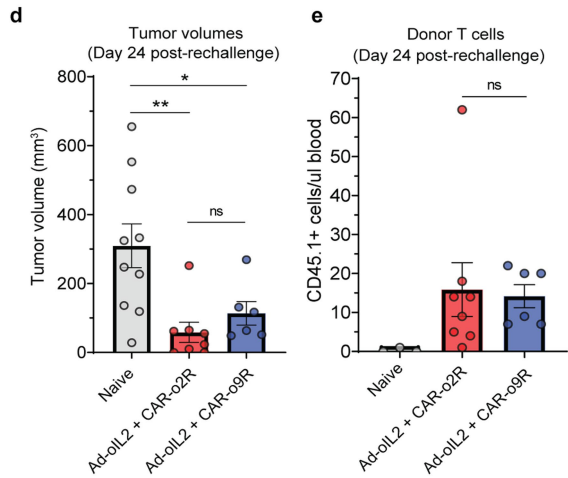 d
Tumor volumes
(Day 24 post-rechallenge)
Tumor volume (mm³)
800
600
400
200
0
*
**
ns
Naive
Ad-oIL2 + CAR-o2R
Ad-oIL2 + CAR-o9R
e
Donor T cells
(Day 24 post-rechallenge)
CD45.1+ cells/ul blood
70
60
50
40
30
20
10
0
ns
Naive
Ad-oIL2 + CAR-o2R
Ad-oIL2 + CAR-o9R